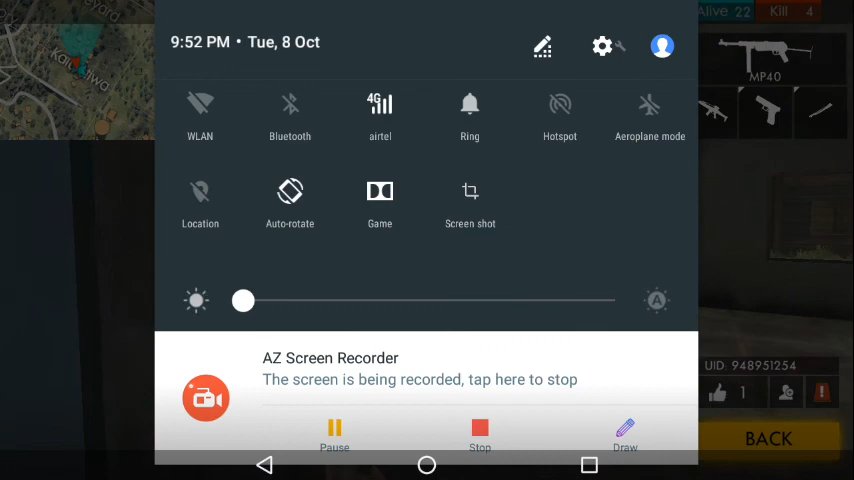 Alive 22 Kill 4
9:52 PM • Tue, 8 Oct
MP40
4G
WLAN Bluetooth airtel Ring Hotspot Aeroplane mode
Location Auto-rotate Game Screen shot
A
AZ Screen Recorder
The screen is being recorded, tap here to stop
UID: 948951254
1
Pause Stop Draw
BACK